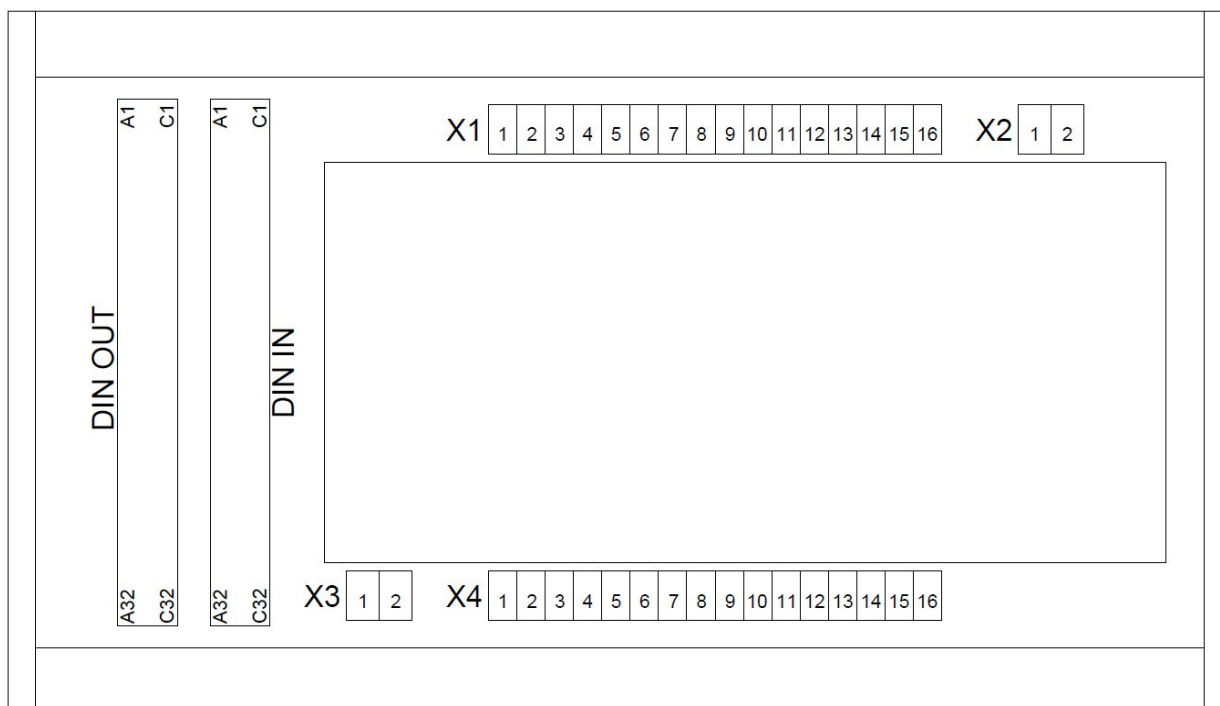 A1 C1 A1 C1
X1 1 2 3 4 5 6 7 8 9 10 11 12 13 14 15 16 X2 1 2
DIN OUT
DIN IN
A32 C32 A32 C32
X3 1 2 X4 1 2 3 4 5 6 7 8 9 10 11 12 13 14 15 16